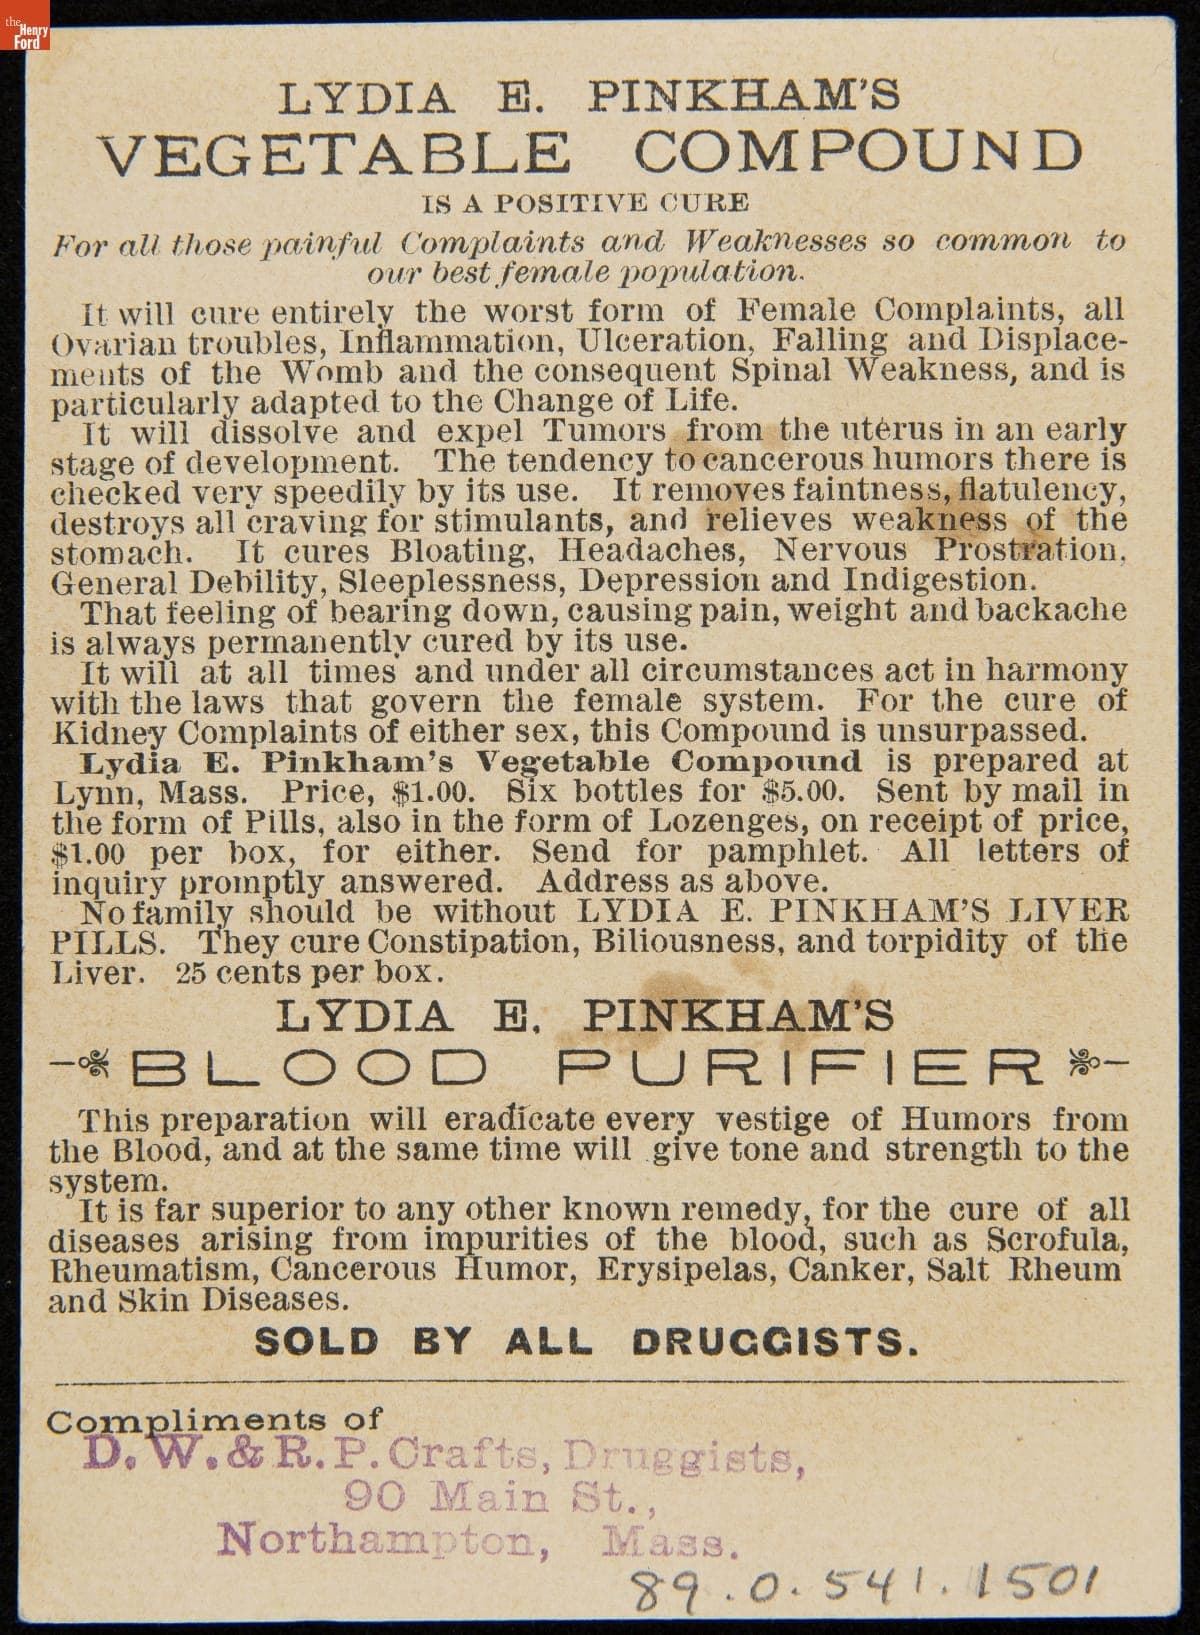 the Henry Ford
LYDIA E. PINKHAM'S
VEGETABLE COMPOUND
IS A POSITIVE CURE
For all those painful Complaints and Weaknesses so common to
our best female population.
It will cure entirely the worst form of Female Complaints, all
Ovarian troubles, Inflammation, Ulceration, Falling and Displace-
ments of the Womb and the consequent Spinal Weakness, and is
particularly adapted to the Change of Life.
It will dissolve and expel Tumors from the uterus in an early
stage of development. The tendency to cancerous humors there is
checked very speedily by its use. It removes faintness, flatulency,
destroys all craving for stimulants, and relieves weakness of the
stomach. It cures Bloating, Headaches, Nervous Prostration,
General Debility, Sleeplessness, Depression and Indigestion.
That feeling of bearing down, causing pain, weight and backache
is always permanently cured by its use.
It will at all times and under all circumstances act in harmony
with the laws that govern the female system. For the cure of
Kidney Complaints of either sex, this Compound is unsurpassed.
Lydia E. Pinkham's Vegetable Compound is prepared at
Lynn, Mass. Price, $1.00. Six bottles for $5.00. Sent by mail in
the form of Pills, also in the form of Lozenges, on receipt of price,
$1.00 per box, for either. Send for pamphlet. All letters of
inquiry promptly answered. Address as above.
No family should be without LYDIA E. PINKHAM'S LIVER
PILLS. They cure Constipation, Biliousness, and torpidity of the
Liver. 25 cents per box.
LYDIA E. PINKHAM'S
BLOOD PURIFIER
This preparation will eradicate every vestige of Humors from
the Blood, and at the same time will give tone and strength to the
system.
It is far superior to any other known remedy, for the cure of all
diseases arising from impurities of the blood, such as Scrofula,
Rheumatism, Cancerous Humor, Erysipelas, Canker, Salt Rheum
and Skin Diseases.
SOLD BY ALL DRUGGISTS.
Compliments of
D. W. & R. P. Crafts, Druggists,
90 Main St.,
Northampton, Mass.
89.0.541.1501